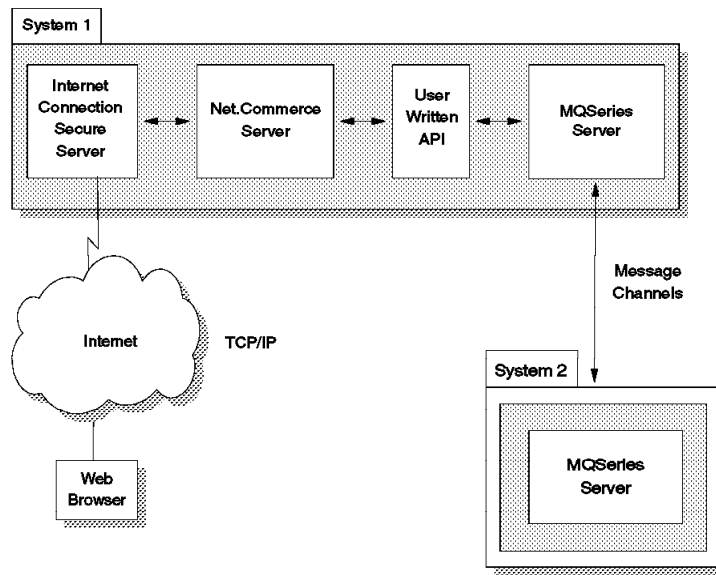 System 1
Internet
Connection
Secure
Server
Net.Commerce
Server
User
Written
API
MQSeries
Server
Message
Channels
Internet
TCP/IP
System 2
MQSeries
Server
Web
Browser